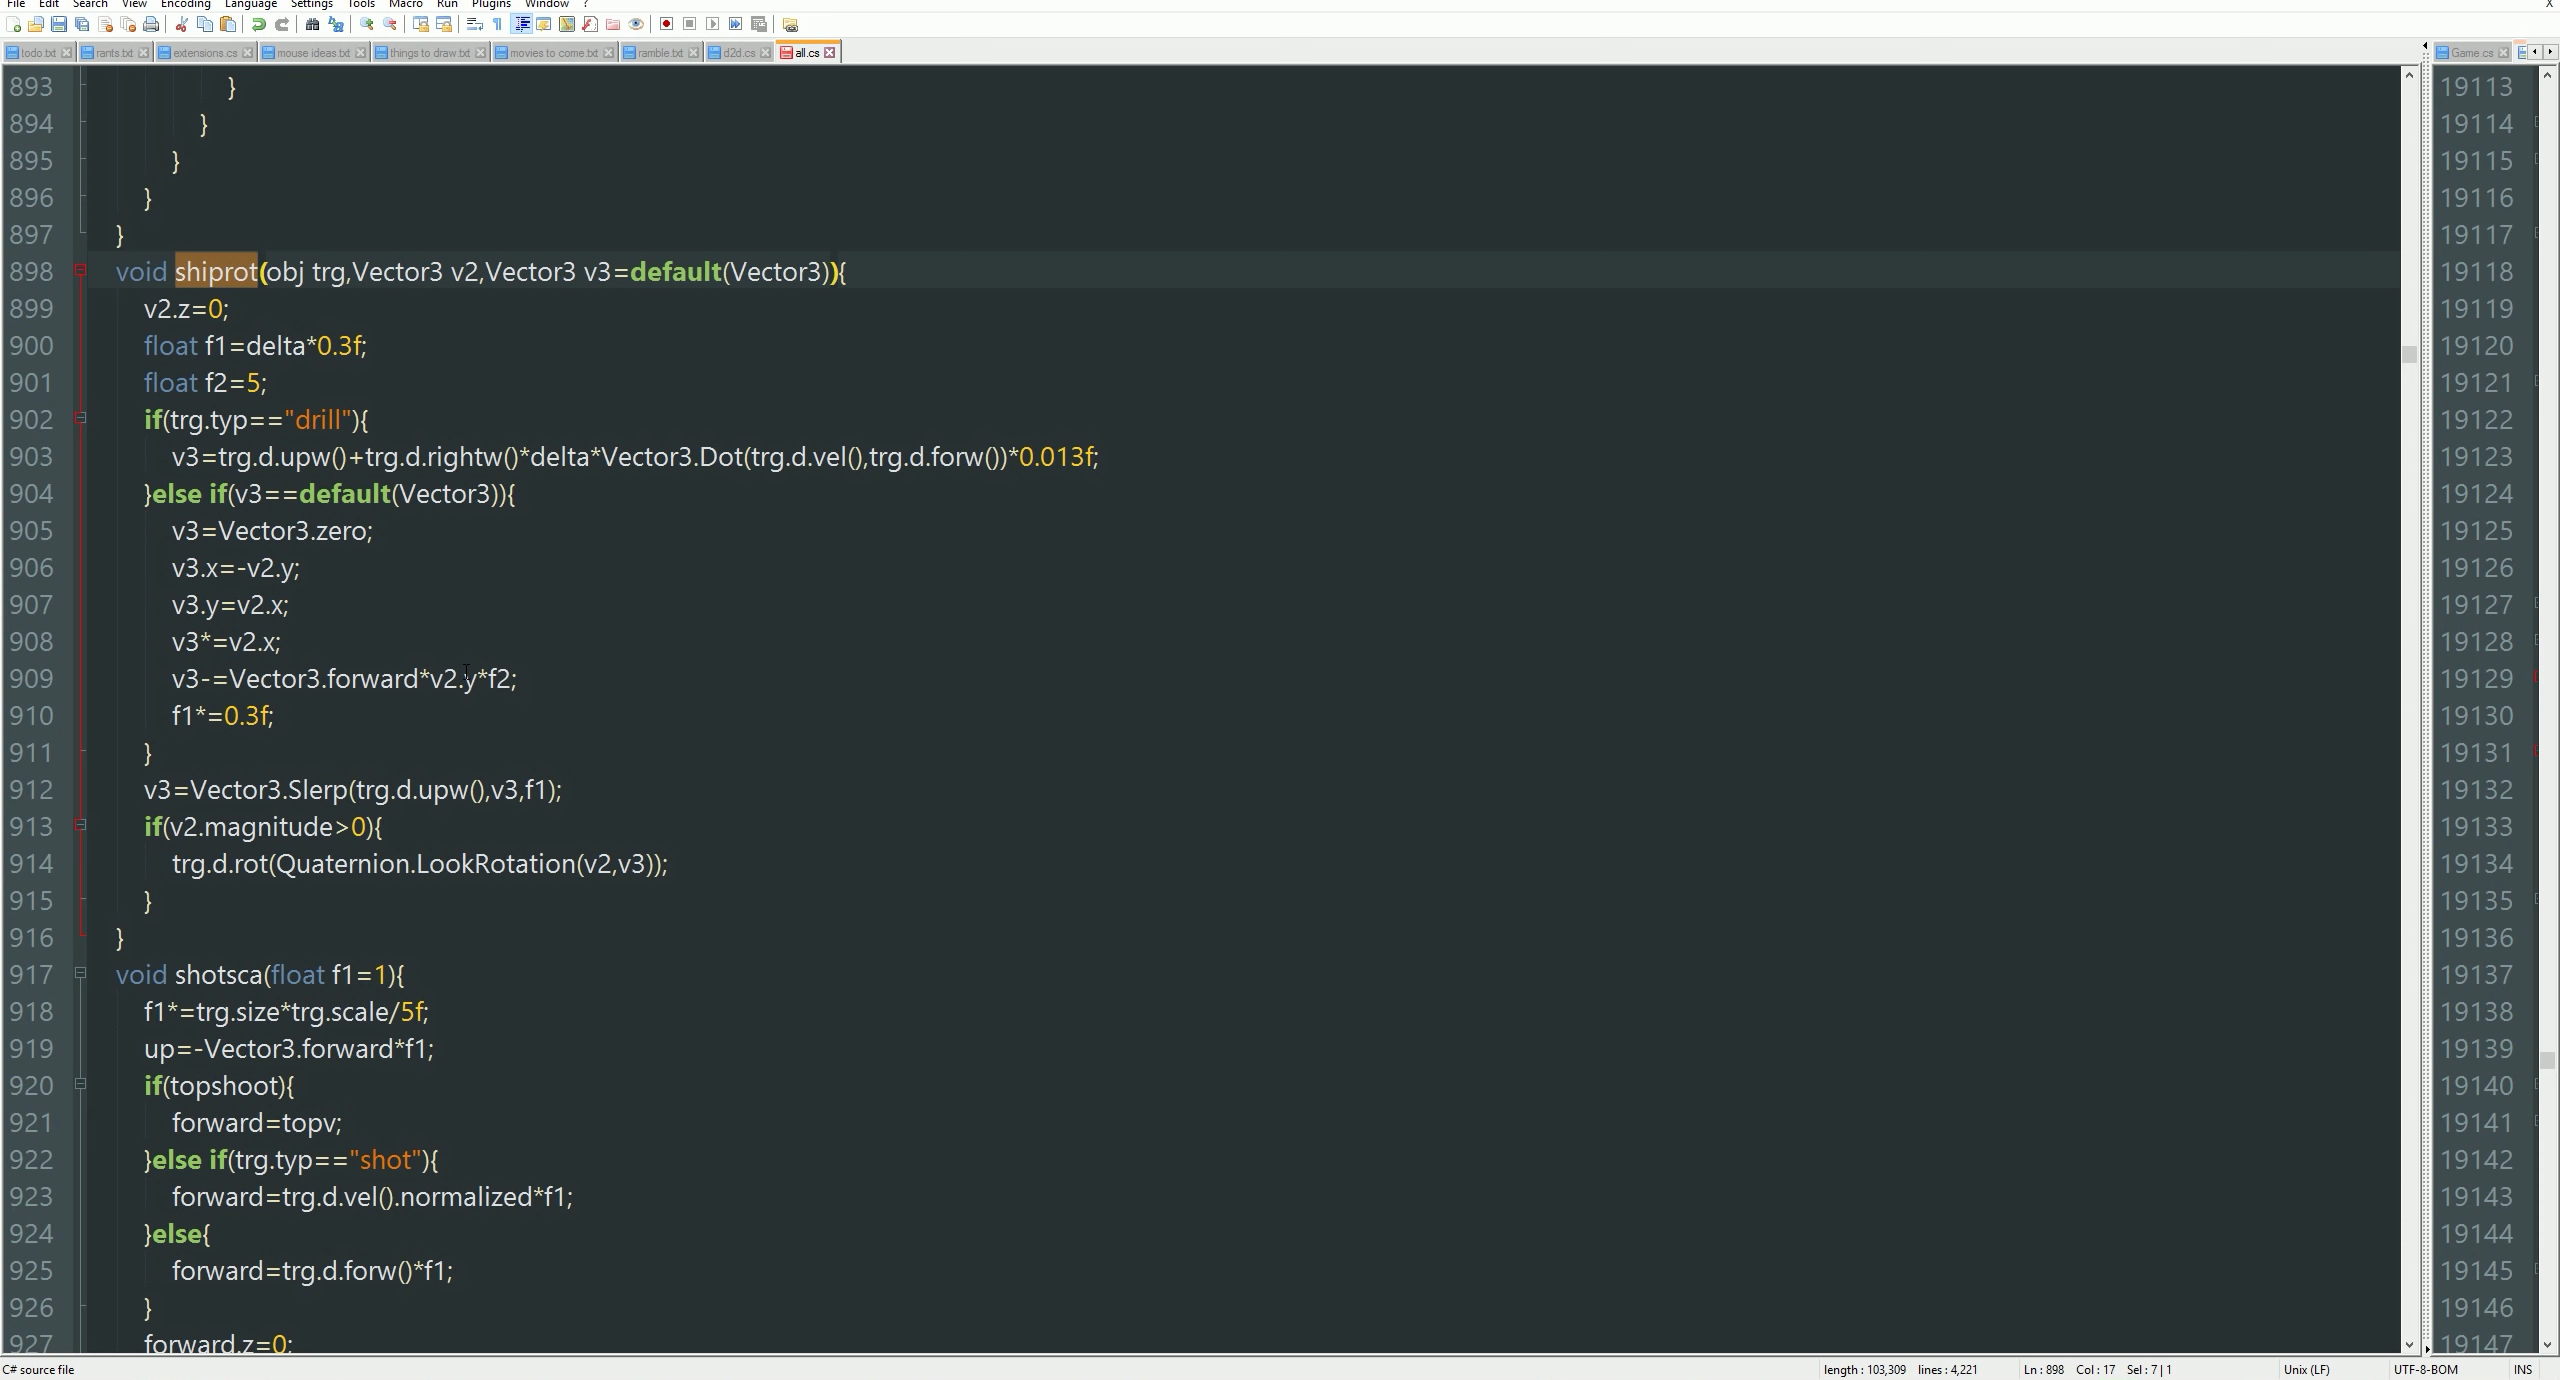 File Edit Search View Encoding Language Settings Tools Macro Run Plugins Window ? X
todo.txt rants.txt extensions.cs mouse ideas.txt things to draw.txt movies to come.txt ramble.txt d2d.cs all.cs Game.cs
893 }
894 }
895 }
896 }
897 }
898 void shiprot(obj trg,Vector3 v2,Vector3 v3=default(Vector3)){
899 v2.z=0;
900 float f1=delta*0.3f;
901 float f2=5;
902 if(trg.typ=="drill"){
903 v3=trg.d.upw()+trg.d.rightw()*delta*Vector3.Dot(trg.d.vel(),trg.d.forw())*0.013f;
904 }else if(v3==default(Vector3)){
905 v3=Vector3.zero;
906 v3.x=-v2.y;
907 v3.y=v2.x;
908 v3*=v2.x;
909 v3-=Vector3.forward*v2.y*f2;
910 f1*=0.3f;
911 }
912 v3=Vector3.Slerp(trg.d.upw(),v3,f1);
913 if(v2.magnitude>0){
914 trg.d.rot(Quaternion.LookRotation(v2,v3));
915 }
916 }
917 void shotsca(float f1=1){
918 f1*=trg.size*trg.scale/5f;
919 up=-Vector3.forward*f1;
920 if(topshoot){
921 forward=topv;
922 }else if(trg.typ=="shot"){
923 forward=trg.d.vel().normalized*f1;
924 }else{
925 forward=trg.d.forw()*f1;
926 }
927 forward.z=0;
19113
19114
19115
19116
19117
19118
19119
19120
19121
19122
19123
19124
19125
19126
19127
19128
19129
19130
19131
19132
19133
19134
19135
19136
19137
19138
19139
19140
19141
19142
19143
19144
19145
19146
19147
C# source file length : 103,309 lines : 4,221 Ln : 898 Col : 17 Sel : 7 | 1 Unix (LF) UTF-8-BOM INS